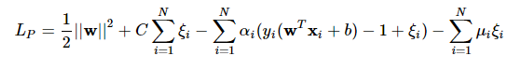 $$L_P = \frac{1}{2}||\mathbf{w}||^2 + C\sum_{i=1}^{N}\xi_i - \sum_{i=1}^{N}\alpha_i(y_i(\mathbf{w}^T\mathbf{x}_i + b) - 1 + \xi_i) - \sum_{i=1}^{N}\mu_i\xi_i$$